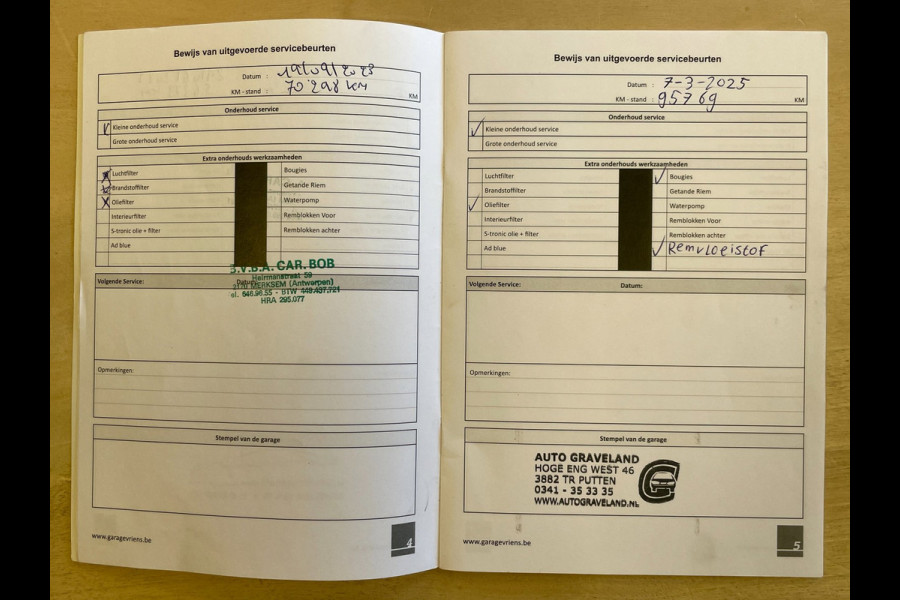 Bewijs van uitgevoerde servicebeurten
Datum : 19/09/2023
KM - stand : 70 298 KM KM
Onderhoud service
Kleine onderhoud service
Grote onderhoud service
Extra onderhouds werkzaamheden
Luchtfilter Bougies
Brandstoffilter Getande Riem
Oliefilter Waterpomp
Interieurfilter Remblokken Voor
S-tronic olie + filter Remblokken achter
Ad blue
B.V.B.A. CAR. BOB
59
Volgende Service: Datum:
2170 MERKSEM (Antwerpen)
HRA 295.077
Opmerkingen:
Stempel van de garage
www.garagevriens.be
4
Bewijs van uitgevoerde servicebeurten
Datum : 7-3-2025
KM - stand : 95769 KM
Onderhoud service
Kleine onderhoud service
Grote onderhoud service
Extra onderhouds werkzaamheden
Luchtfilter Bougies
Brandstoffilter Getande Riem
Oliefilter Waterpomp
Interieurfilter Remblokken Voor
S-tronic olie + filter Remblokken achter
Ad blue Remvloeistof
Volgende Service: Datum:
Opmerkingen:
Stempel van de garage
AUTO GRAVELAND
HOGE ENG WEST 46
3882 TR PUTTEN
0341 - 35 33 35
WWW.AUTOGRAVELAND.NL
www.garagevriens.be
5